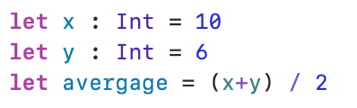 let x : Int = 10
let y : Int = 6
let avergage = (x+y) / 2